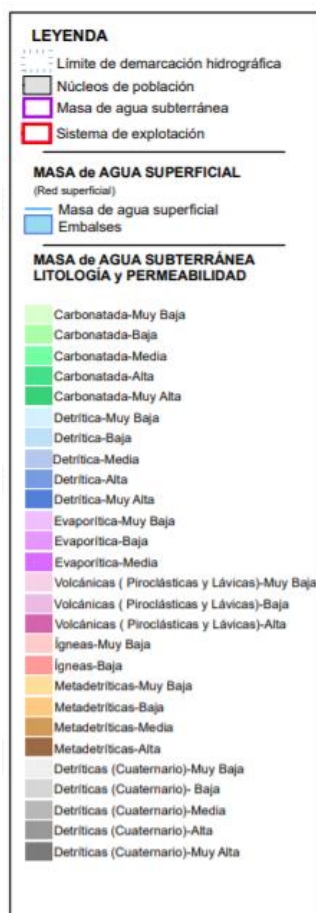 LEYENDA
Límite de demarcación hidrográfica
Núcleos de población
Masa de agua subterránea
Sistema de explotación
MASA de AGUA SUPERFICIAL
(Red superficial)
Masa de agua superficial
Embalses
MASA de AGUA SUBTERRÁNEA
LITOLOGÍA y PERMEABILIDAD
Carbonatada-Muy Baja
Carbonatada-Baja
Carbonatada-Media
Carbonatada-Alta
Carbonatada-Muy Alta
Detrítica-Muy Baja
Detrítica-Baja
Detrítica-Media
Detrítica-Alta
Detrítica-Muy Alta
Evaporítica-Muy Baja
Evaporítica-Baja
Evaporítica-Media
Volcánicas ( Piroclásticas y Lávicas)-Muy Baja
Volcánicas ( Piroclásticas y Lávicas)-Baja
Volcánicas ( Piroclásticas y Lávicas)-Alta
Ígneas-Muy Baja
Ígneas-Baja
Metadetríticas-Muy Baja
Metadetríticas-Baja
Metadetríticas-Media
Metadetríticas-Alta
Detríticas (Cuaternario)-Muy Baja
Detríticas (Cuaternario)- Baja
Detríticas (Cuaternario)-Media
Detríticas (Cuaternario)-Alta
Detríticas (Cuaternario)-Muy Alta